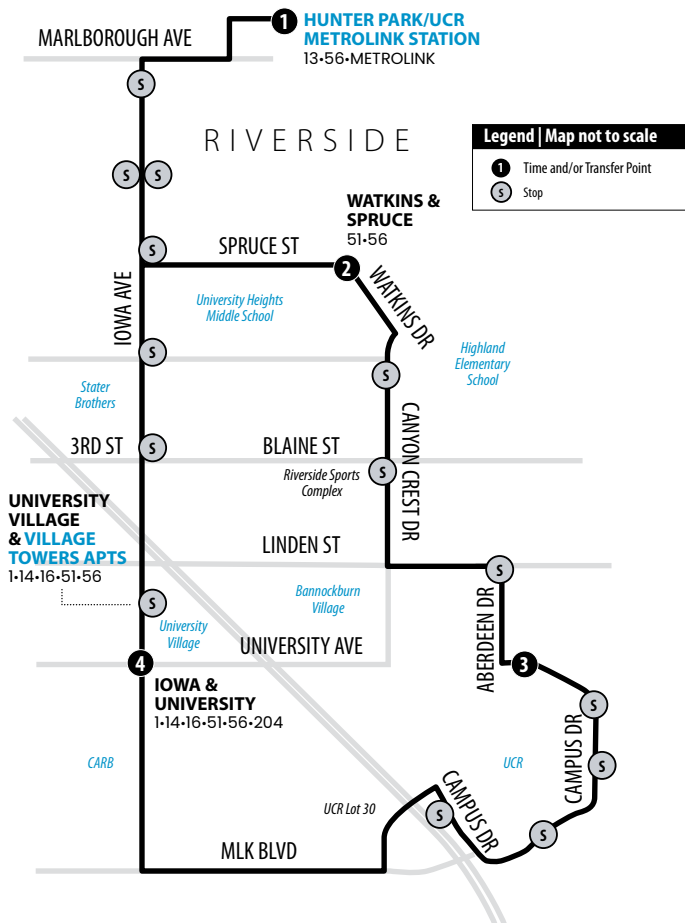 1
HUNTER PARK/UCR
METROLINK STATION
13•56•METROLINK
MARLBOROUGH AVE
S
RIVERSIDE
Legend | Map not to scale
1 Time and/or Transfer Point
S Stop
S S
WATKINS &
SPRUCE
51•56
S
SPRUCE ST
2
WATKINS DR
IOWA AVE
University Heights
Middle School
S
Highland
Elementary
School
S
Stater
Brothers
CANYON CREST DR
3RD ST
S
BLAINE ST
Riverside Sports
Complex
S
UNIVERSITY
VILLAGE
& VILLAGE
TOWERS APTS
1•14•16•51•56
LINDEN ST
S
Bannockburn
Village
S
University
Village
ABERDEEN DR
UNIVERSITY AVE
4
3
IOWA &
UNIVERSITY
1•14•16•51•56•204
S
CAMPUS DR
CARB
UCR
S
UCR Lot 30
S
CAMPUS DR
S
MLK BLVD